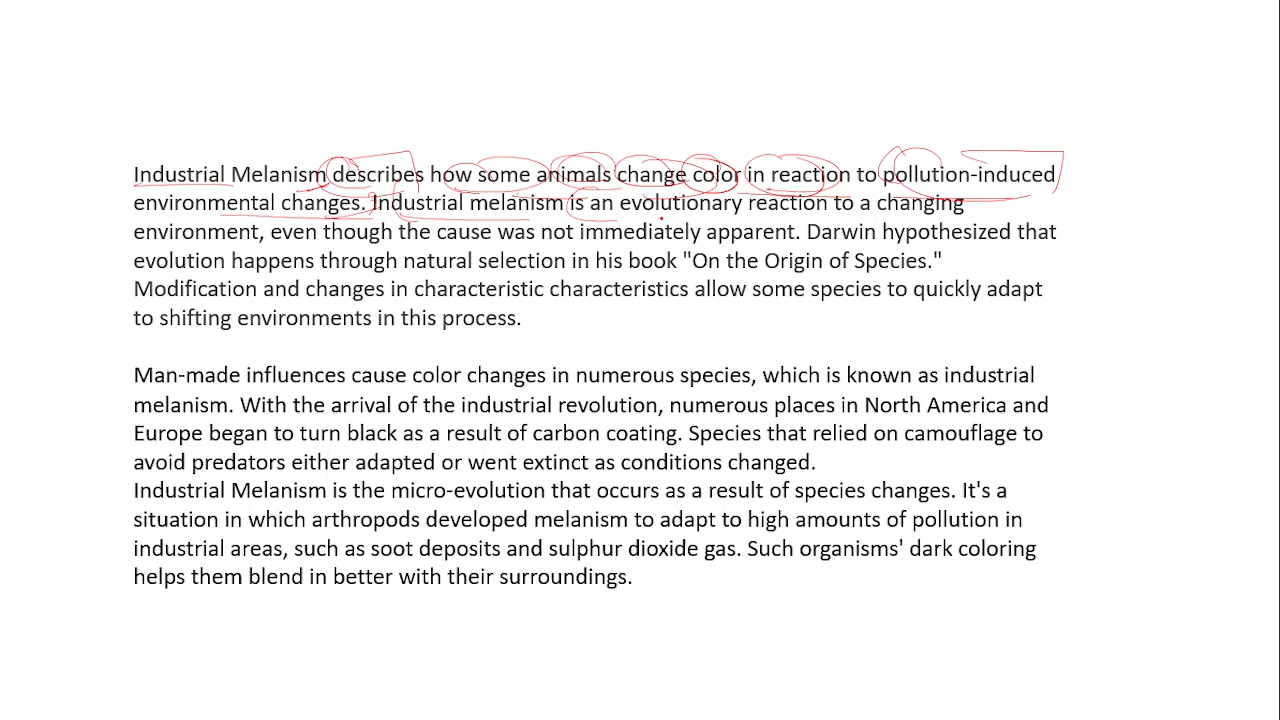 Industrial Melanism describes how some animals change color in reaction to pollution-induced
environmental changes. Industrial melanism is an evolutionary reaction to a changing
environment, even though the cause was not immediately apparent. Darwin hypothesized that
evolution happens through natural selection in his book "On the Origin of Species."
Modification and changes in characteristic characteristics allow some species to quickly adapt
to shifting environments in this process.
Man-made influences cause color changes in numerous species, which is known as industrial
melanism. With the arrival of the industrial revolution, numerous places in North America and
Europe began to turn black as a result of carbon coating. Species that relied on camouflage to
avoid predators either adapted or went extinct as conditions changed.
Industrial Melanism is the micro-evolution that occurs as a result of species changes. It's a
situation in which arthropods developed melanism to adapt to high amounts of pollution in
industrial areas, such as soot deposits and sulphur dioxide gas. Such organisms' dark coloring
helps them blend in better with their surroundings.